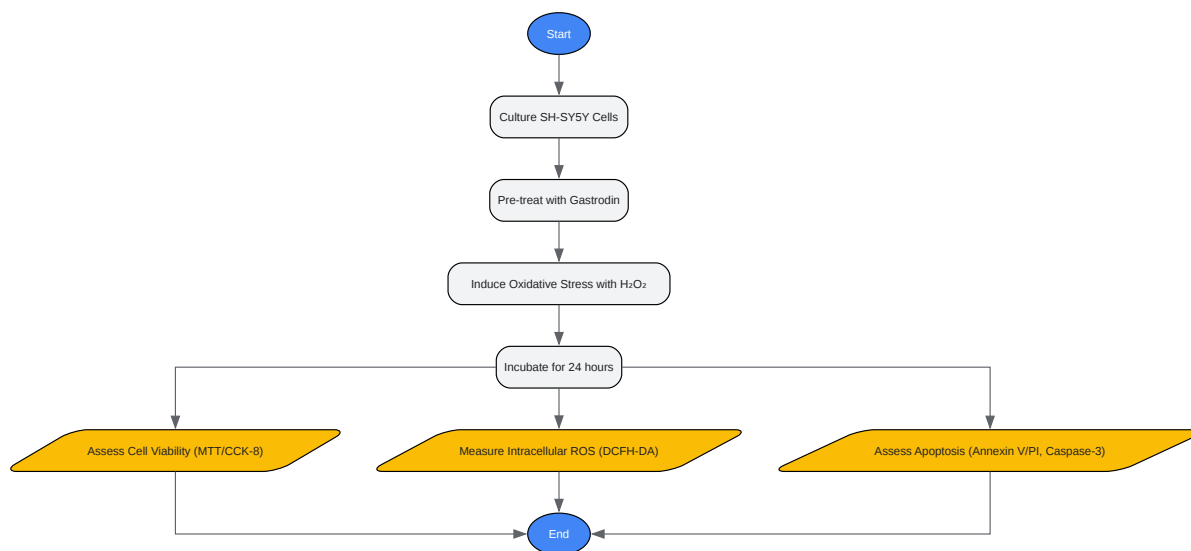 Start
Culture SH-SY5Y Cells
Pre-treat with Gastrodin
Induce Oxidative Stress with H₂O₂
Incubate for 24 hours
Assess Cell Viability (MTT/CCK-8)
Measure Intracellular ROS (DCFH-DA)
Assess Apoptosis (Annexin V/PI, Caspase-3)
End